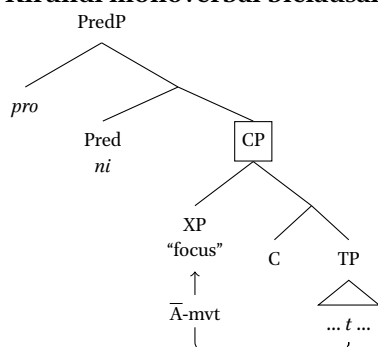 PredP
pro
Pred
ni
CP
XP
"focus"
C
TP
A̅-mvt
... t ...